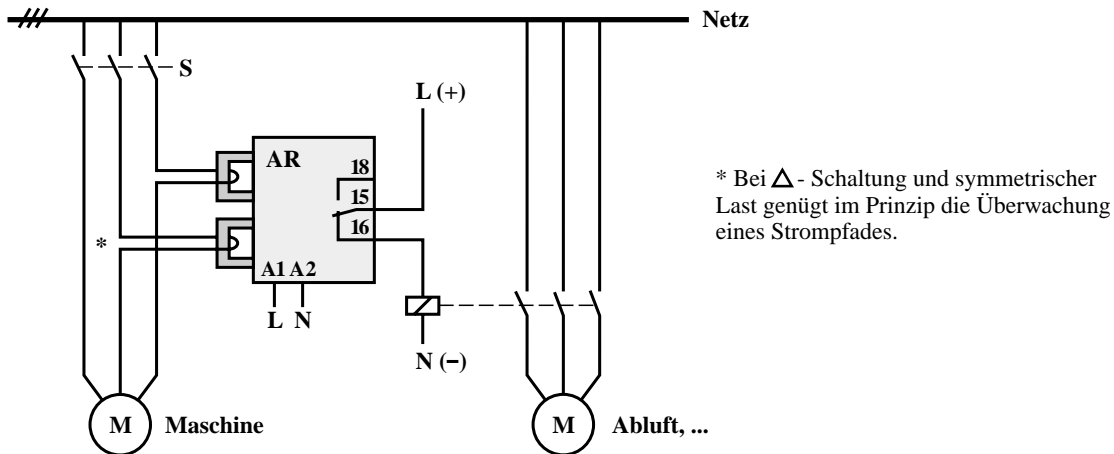 Netz
S
L (+)
AR
18
15
16
*
A1 A2
L N
N (−)
M Maschine
M Abluft, ...
* Bei Δ - Schaltung und symmetrischer
Last genügt im Prinzip die Überwachung
eines Strompfades.